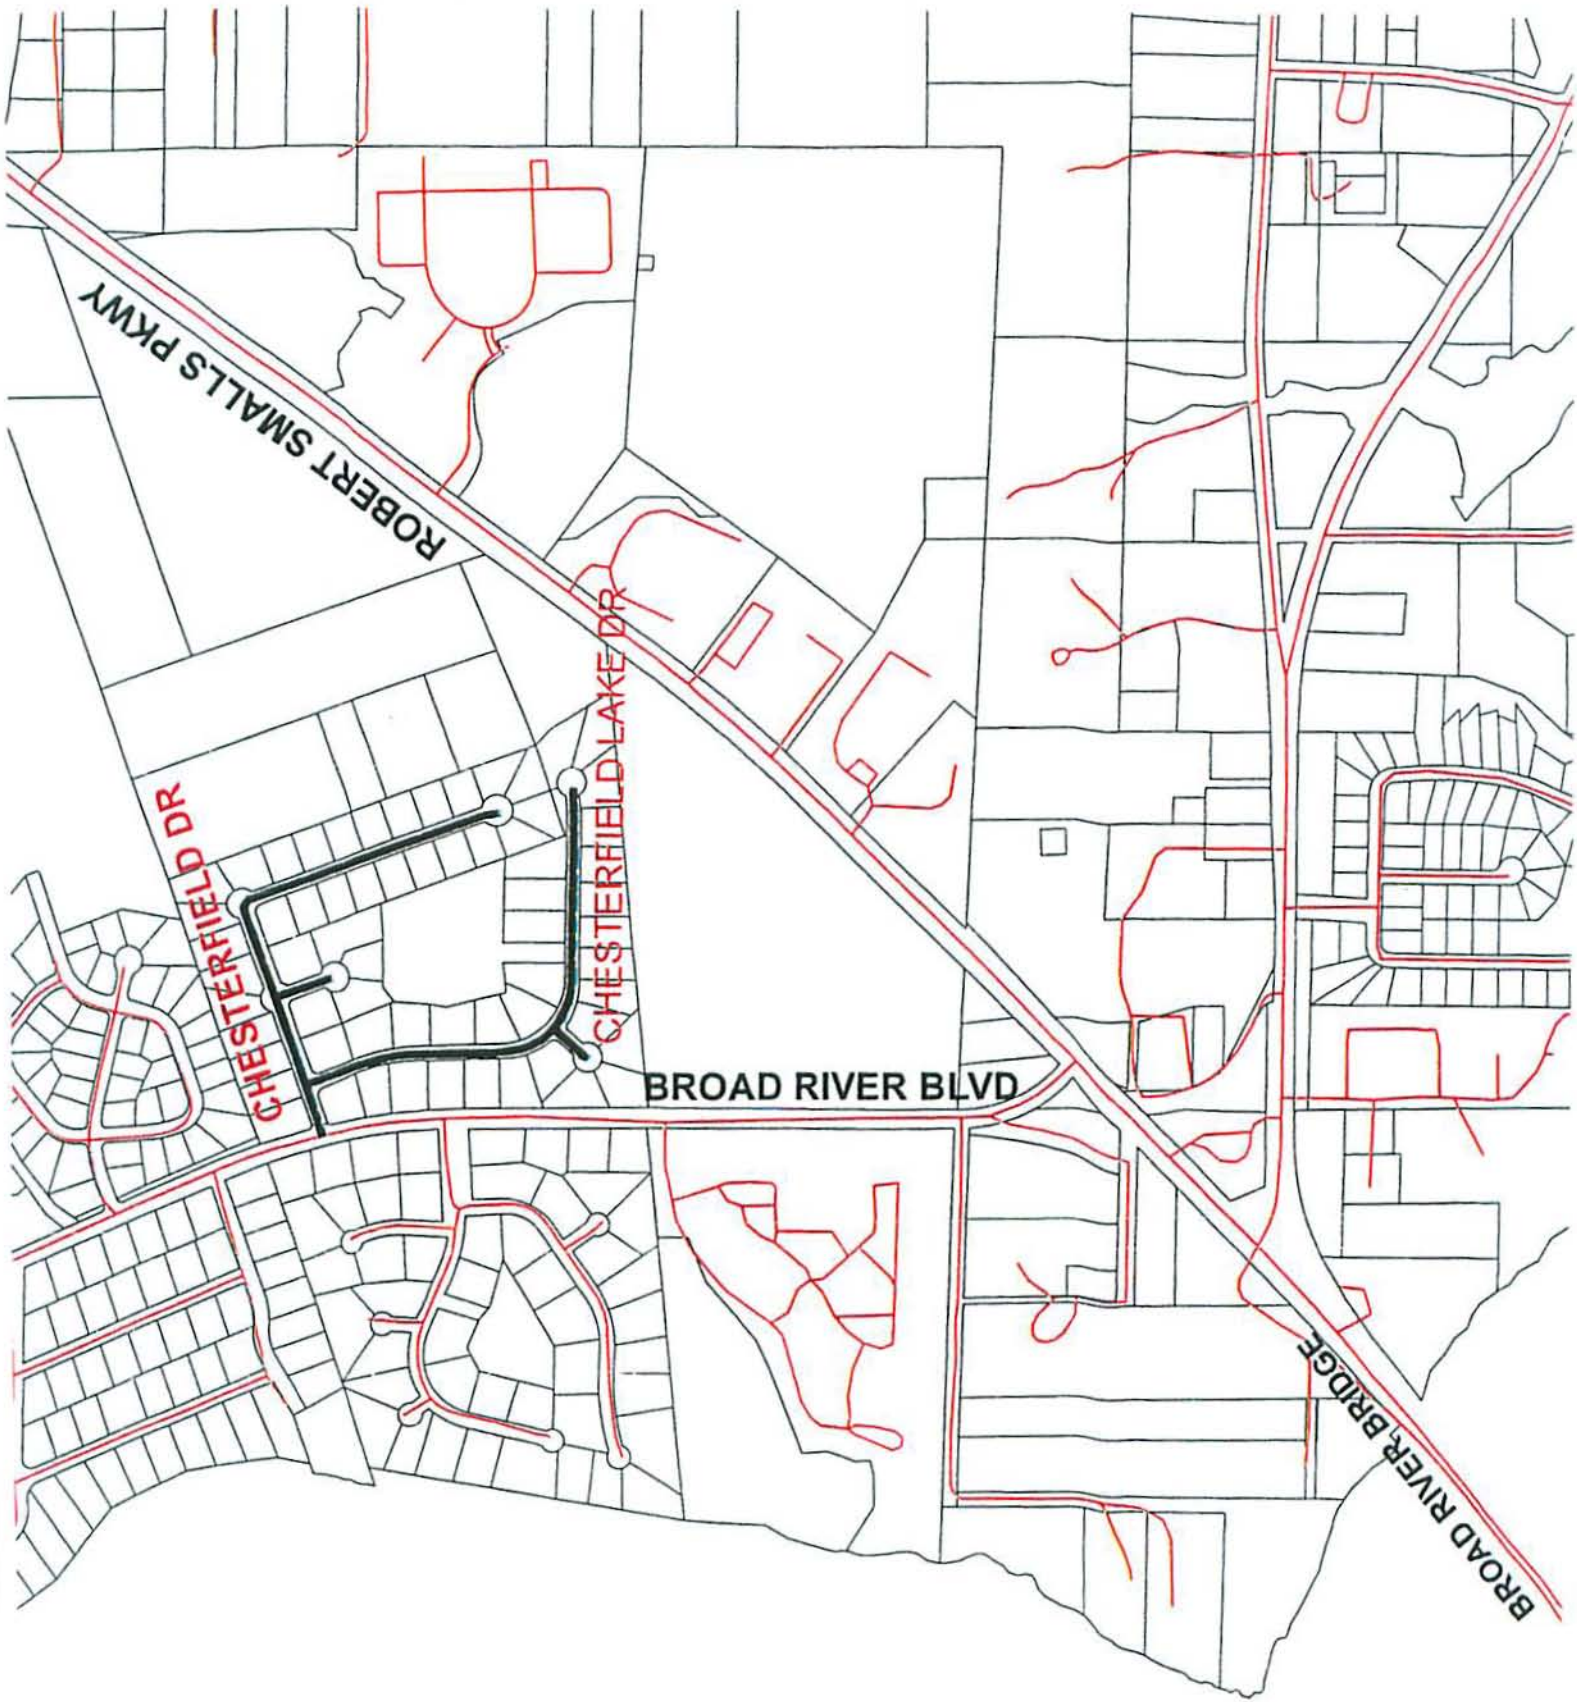 ROBERT SMALLS PKWY
CHESTERFIELD LAKE DR
CHESTERFIELD DR
BROAD RIVER BLVD
BROAD RIVER BRIDGE